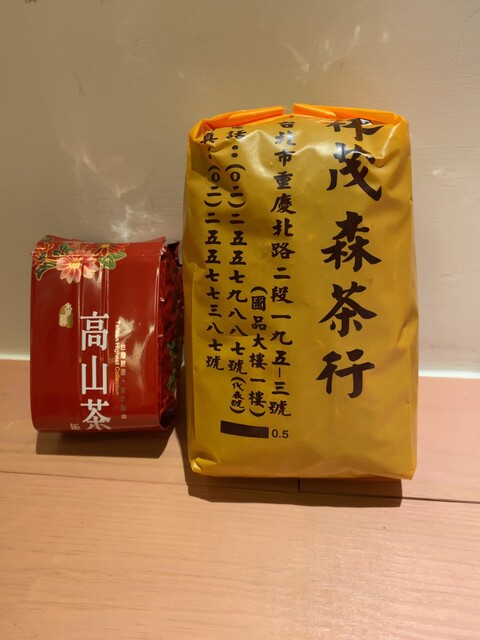 林茂森茶行
台北市重慶北路二段一九五-三號
(國品大樓一樓)
話:(〇二)二五五七九八八七號(代表號)
真:(〇二)二五五七七三八七號
0.5
高山茶